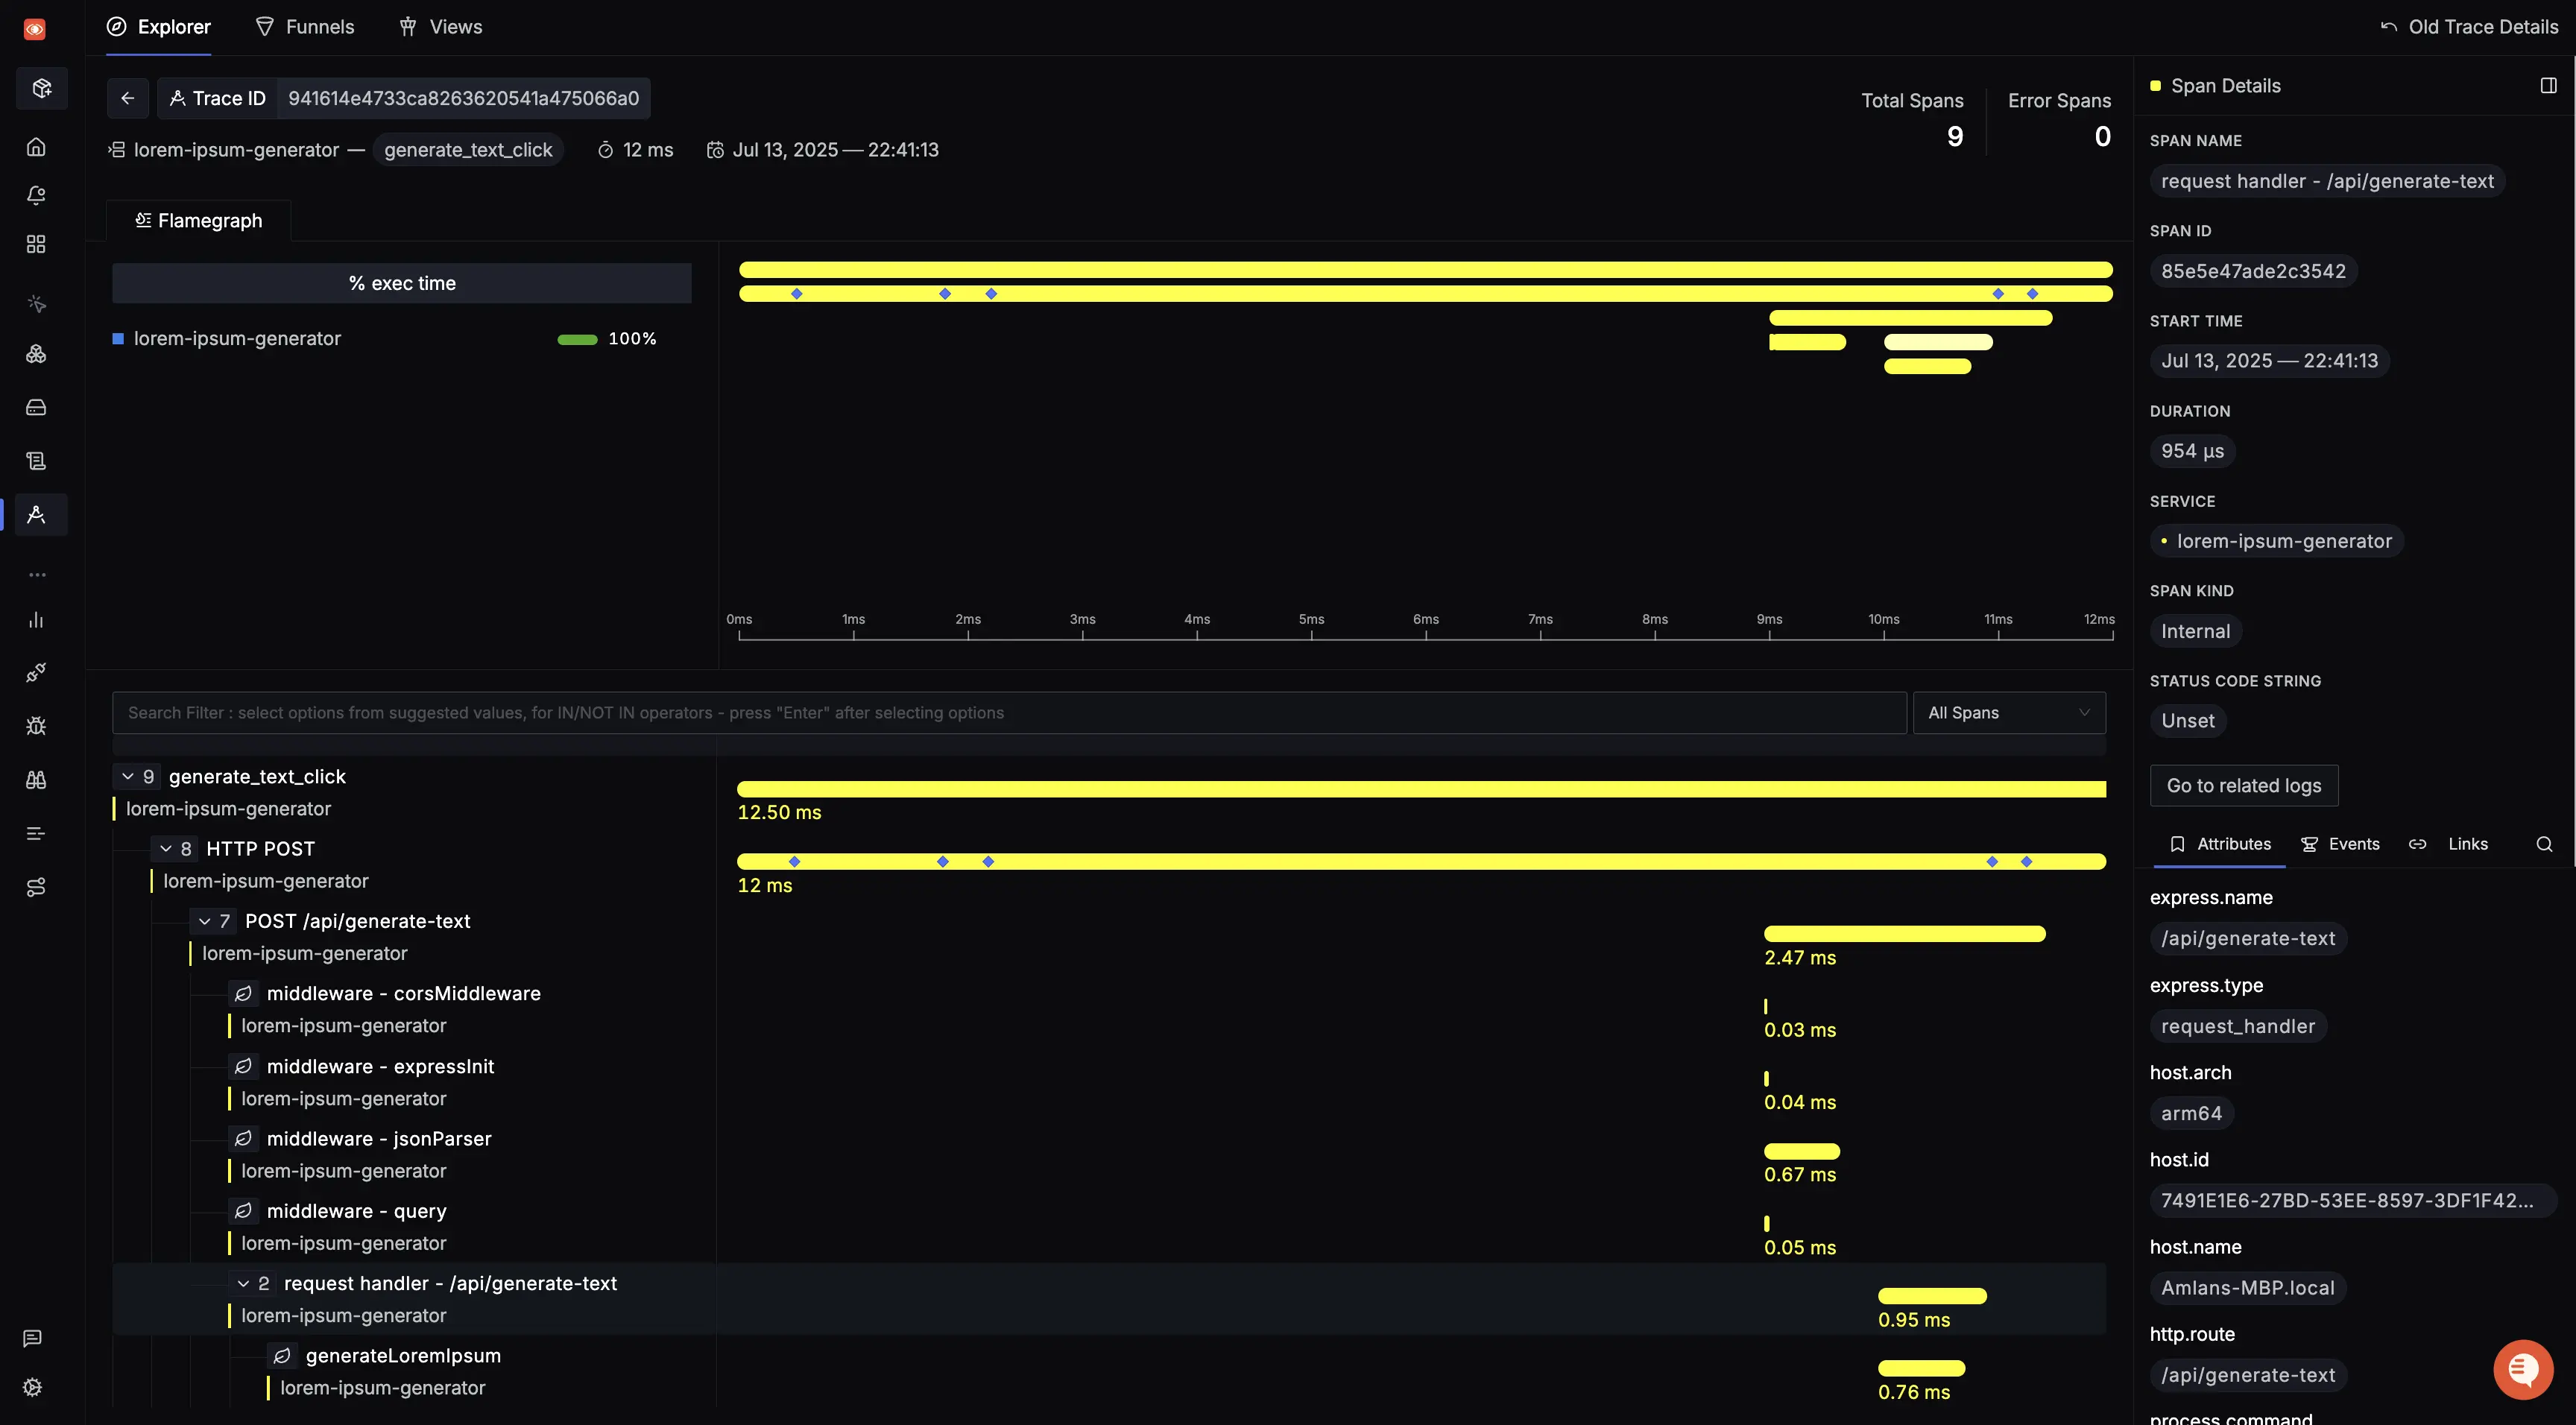 Explorer
Funnels
Views
Old Trace Details
Trace ID 941614e4733ca8263620541a475066a0
lorem-ipsum-generator — generate_text_click 12 ms Jul 13, 2025 — 22:41:13
Total Spans
9
Error Spans
0
Flamegraph
% exec time
lorem-ipsum-generator 100%
0ms 1ms 2ms 3ms 4ms 5ms 6ms 7ms 8ms 9ms 10ms 11ms 12ms
Search Filter : select options from suggested values, for IN/NOT IN operators - press "Enter" after selecting options
All Spans
9 generate_text_click
lorem-ipsum-generator
12.50 ms
8 HTTP POST
lorem-ipsum-generator
12 ms
7 POST /api/generate-text
lorem-ipsum-generator
2.47 ms
middleware - corsMiddleware
lorem-ipsum-generator
0.03 ms
middleware - expressInit
lorem-ipsum-generator
0.04 ms
middleware - jsonParser
lorem-ipsum-generator
0.67 ms
middleware - query
lorem-ipsum-generator
0.05 ms
2 request handler - /api/generate-text
lorem-ipsum-generator
0.95 ms
generateLoremIpsum
lorem-ipsum-generator
0.76 ms
Span Details
SPAN NAME
request handler - /api/generate-text
SPAN ID
85e5e47ade2c3542
START TIME
Jul 13, 2025 — 22:41:13
DURATION
954 µs
SERVICE
lorem-ipsum-generator
SPAN KIND
Internal
STATUS CODE STRING
Unset
Go to related logs
Attributes Events Links
express.name
/api/generate-text
express.type
request_handler
host.arch
arm64
host.id
7491E1E6-27BD-53EE-8597-3DF1F42...
host.name
Amlans-MBP.local
http.route
/api/generate-text
process.command